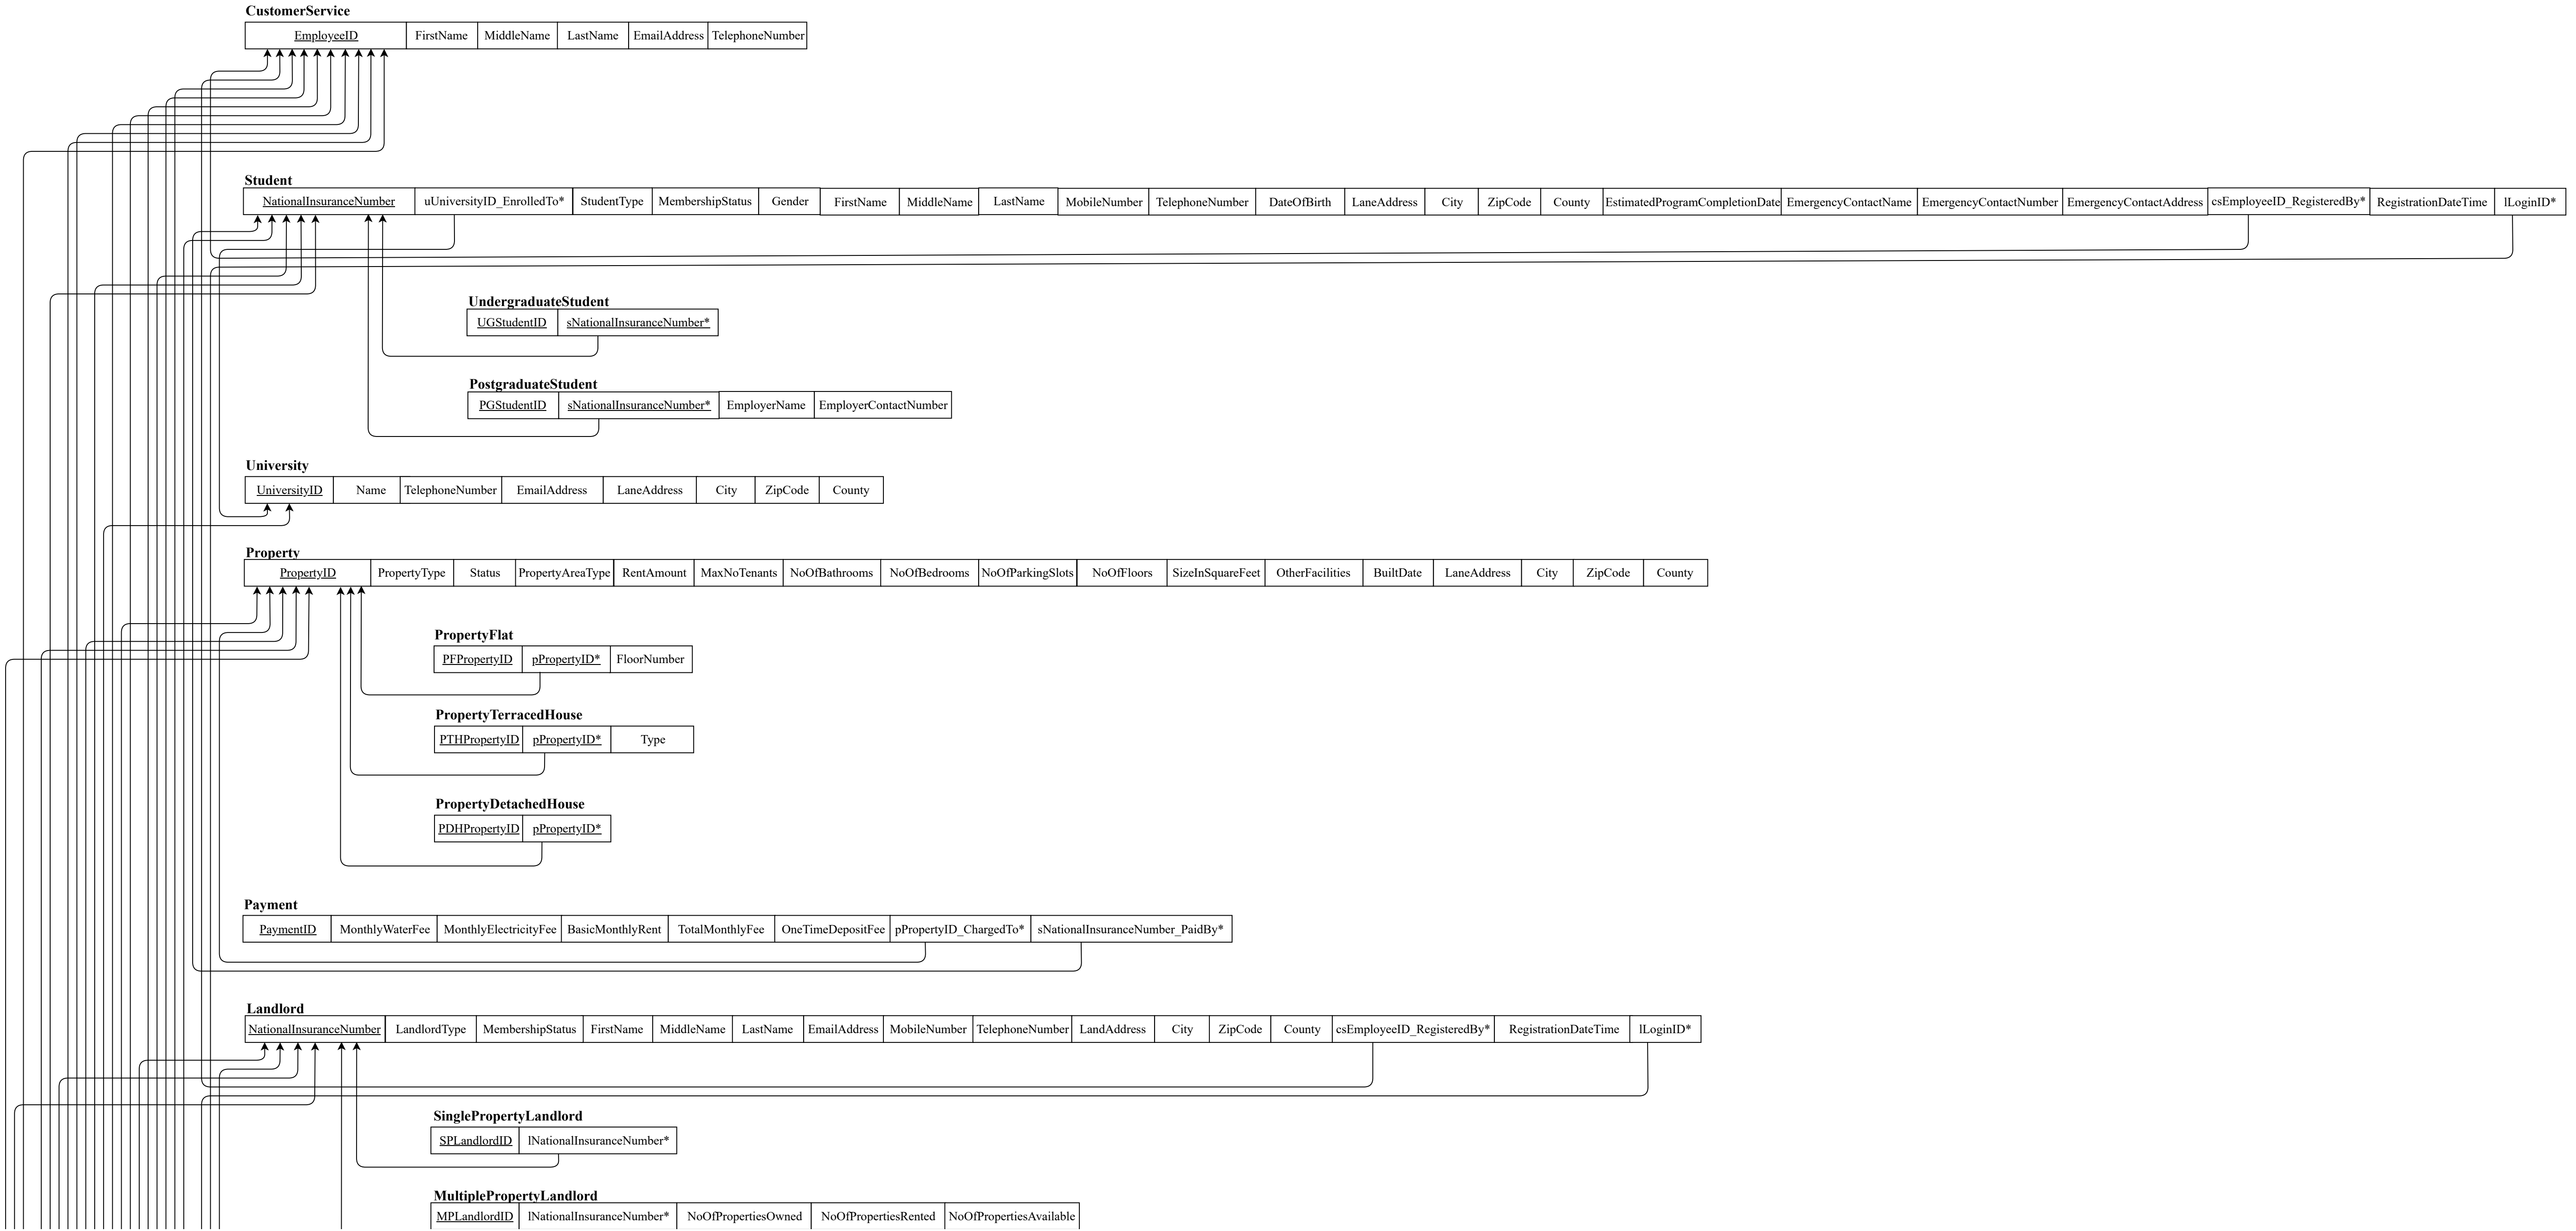 CustomerService
EmployeeID FirstName MiddleName LastName EmailAddress TelephoneNumber
Student
NationalInsuranceNumber uUniversityID_EnrolledTo* StudentType MembershipStatus Gender FirstName MiddleName LastName MobileNumber TelephoneNumber DateOfBirth LaneAddress City ZipCode County EstimatedProgramCompletionDate EmergencyContactName EmergencyContactNumber EmergencyContactAddress csEmployeeID_RegisteredBy* RegistrationDateTime lLoginID*
UndergraduateStudent
UGStudentID sNationalInsuranceNumber*
PostgraduateStudent
PGStudentID sNationalInsuranceNumber* EmployerName EmployerContactNumber
University
UniversityID Name TelephoneNumber EmailAddress LaneAddress City ZipCode County
Property
PropertyID PropertyType Status PropertyAreaType RentAmount MaxNoTenants NoOfBathrooms NoOfBedrooms NoOfParkingSlots NoOfFloors SizeInSquareFeet OtherFacilities BuiltDate LaneAddress City ZipCode County
PropertyFlat
PFPropertyID pPropertyID* FloorNumber
PropertyTerracedHouse
PTHPropertyID pPropertyID* Type
PropertyDetachedHouse
PDHPropertyID pPropertyID*
Payment
PaymentID MonthlyWaterFee MonthlyElectricityFee BasicMonthlyRent TotalMonthlyFee OneTimeDepositFee pPropertyID_ChargedTo* sNationalInsuranceNumber_PaidBy*
Landlord
NationalInsuranceNumber LandlordType MembershipStatus FirstName MiddleName LastName EmailAddress MobileNumber TelephoneNumber LandAddress City ZipCode County csEmployeeID_RegisteredBy* RegistrationDateTime lLoginID*
SinglePropertyLandlord
SPLandlordID lNationalInsuranceNumber*
MultiplePropertyLandlord
MPLandlordID lNationalInsuranceNumber* NoOfPropertiesOwned NoOfPropertiesRented NoOfPropertiesAvailable